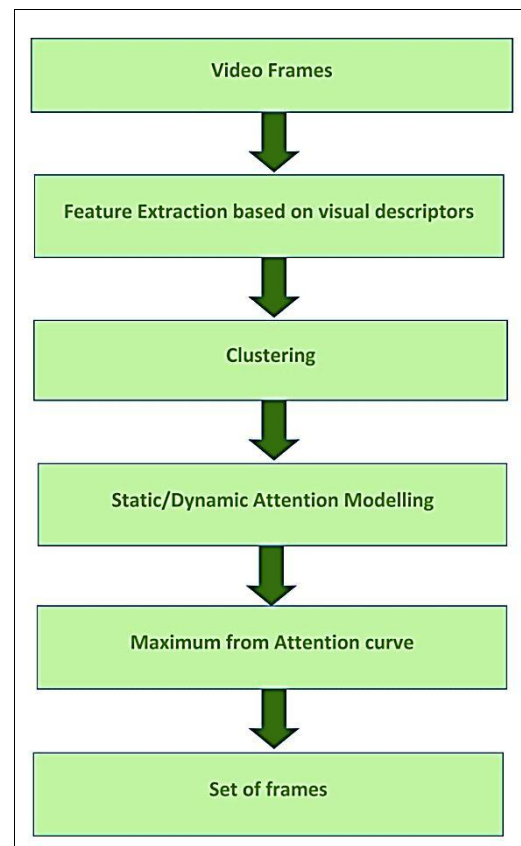 Video Frames
Feature Extraction based on visual descriptors
Clustering
Static/Dynamic Attention Modelling
Maximum from Attention curve
Set of frames